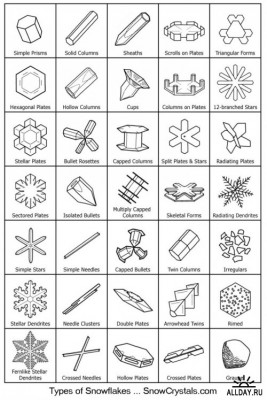 Simple Prisms
Solid Columns
Sheaths
Scrolls on Plates
Triangular Forms
Hexagonal Plates
Hollow Columns
Cups
Columns on Plates
12-branched Stars
Stellar Plates
Bullet Rosettes
Capped Columns
Split Plates & Stars
Radiating Plates
Sectored Plates
Isolated Bullets
Multiply Capped
Columns
Skeletal Forms
Radiating Dendrites
Simple Stars
Simple Needles
Capped Bullets
Twin Columns
Irregulars
Stellar Dendrites
Needle Clusters
Double Plates
Arrowhead Twins
Rimed
Fernlike Stellar
Dendrites
Crossed Needles
Hollow Plates
Crossed Plates
Types of Snowflakes ... SnowCrystals.com
ALLDAY.RU